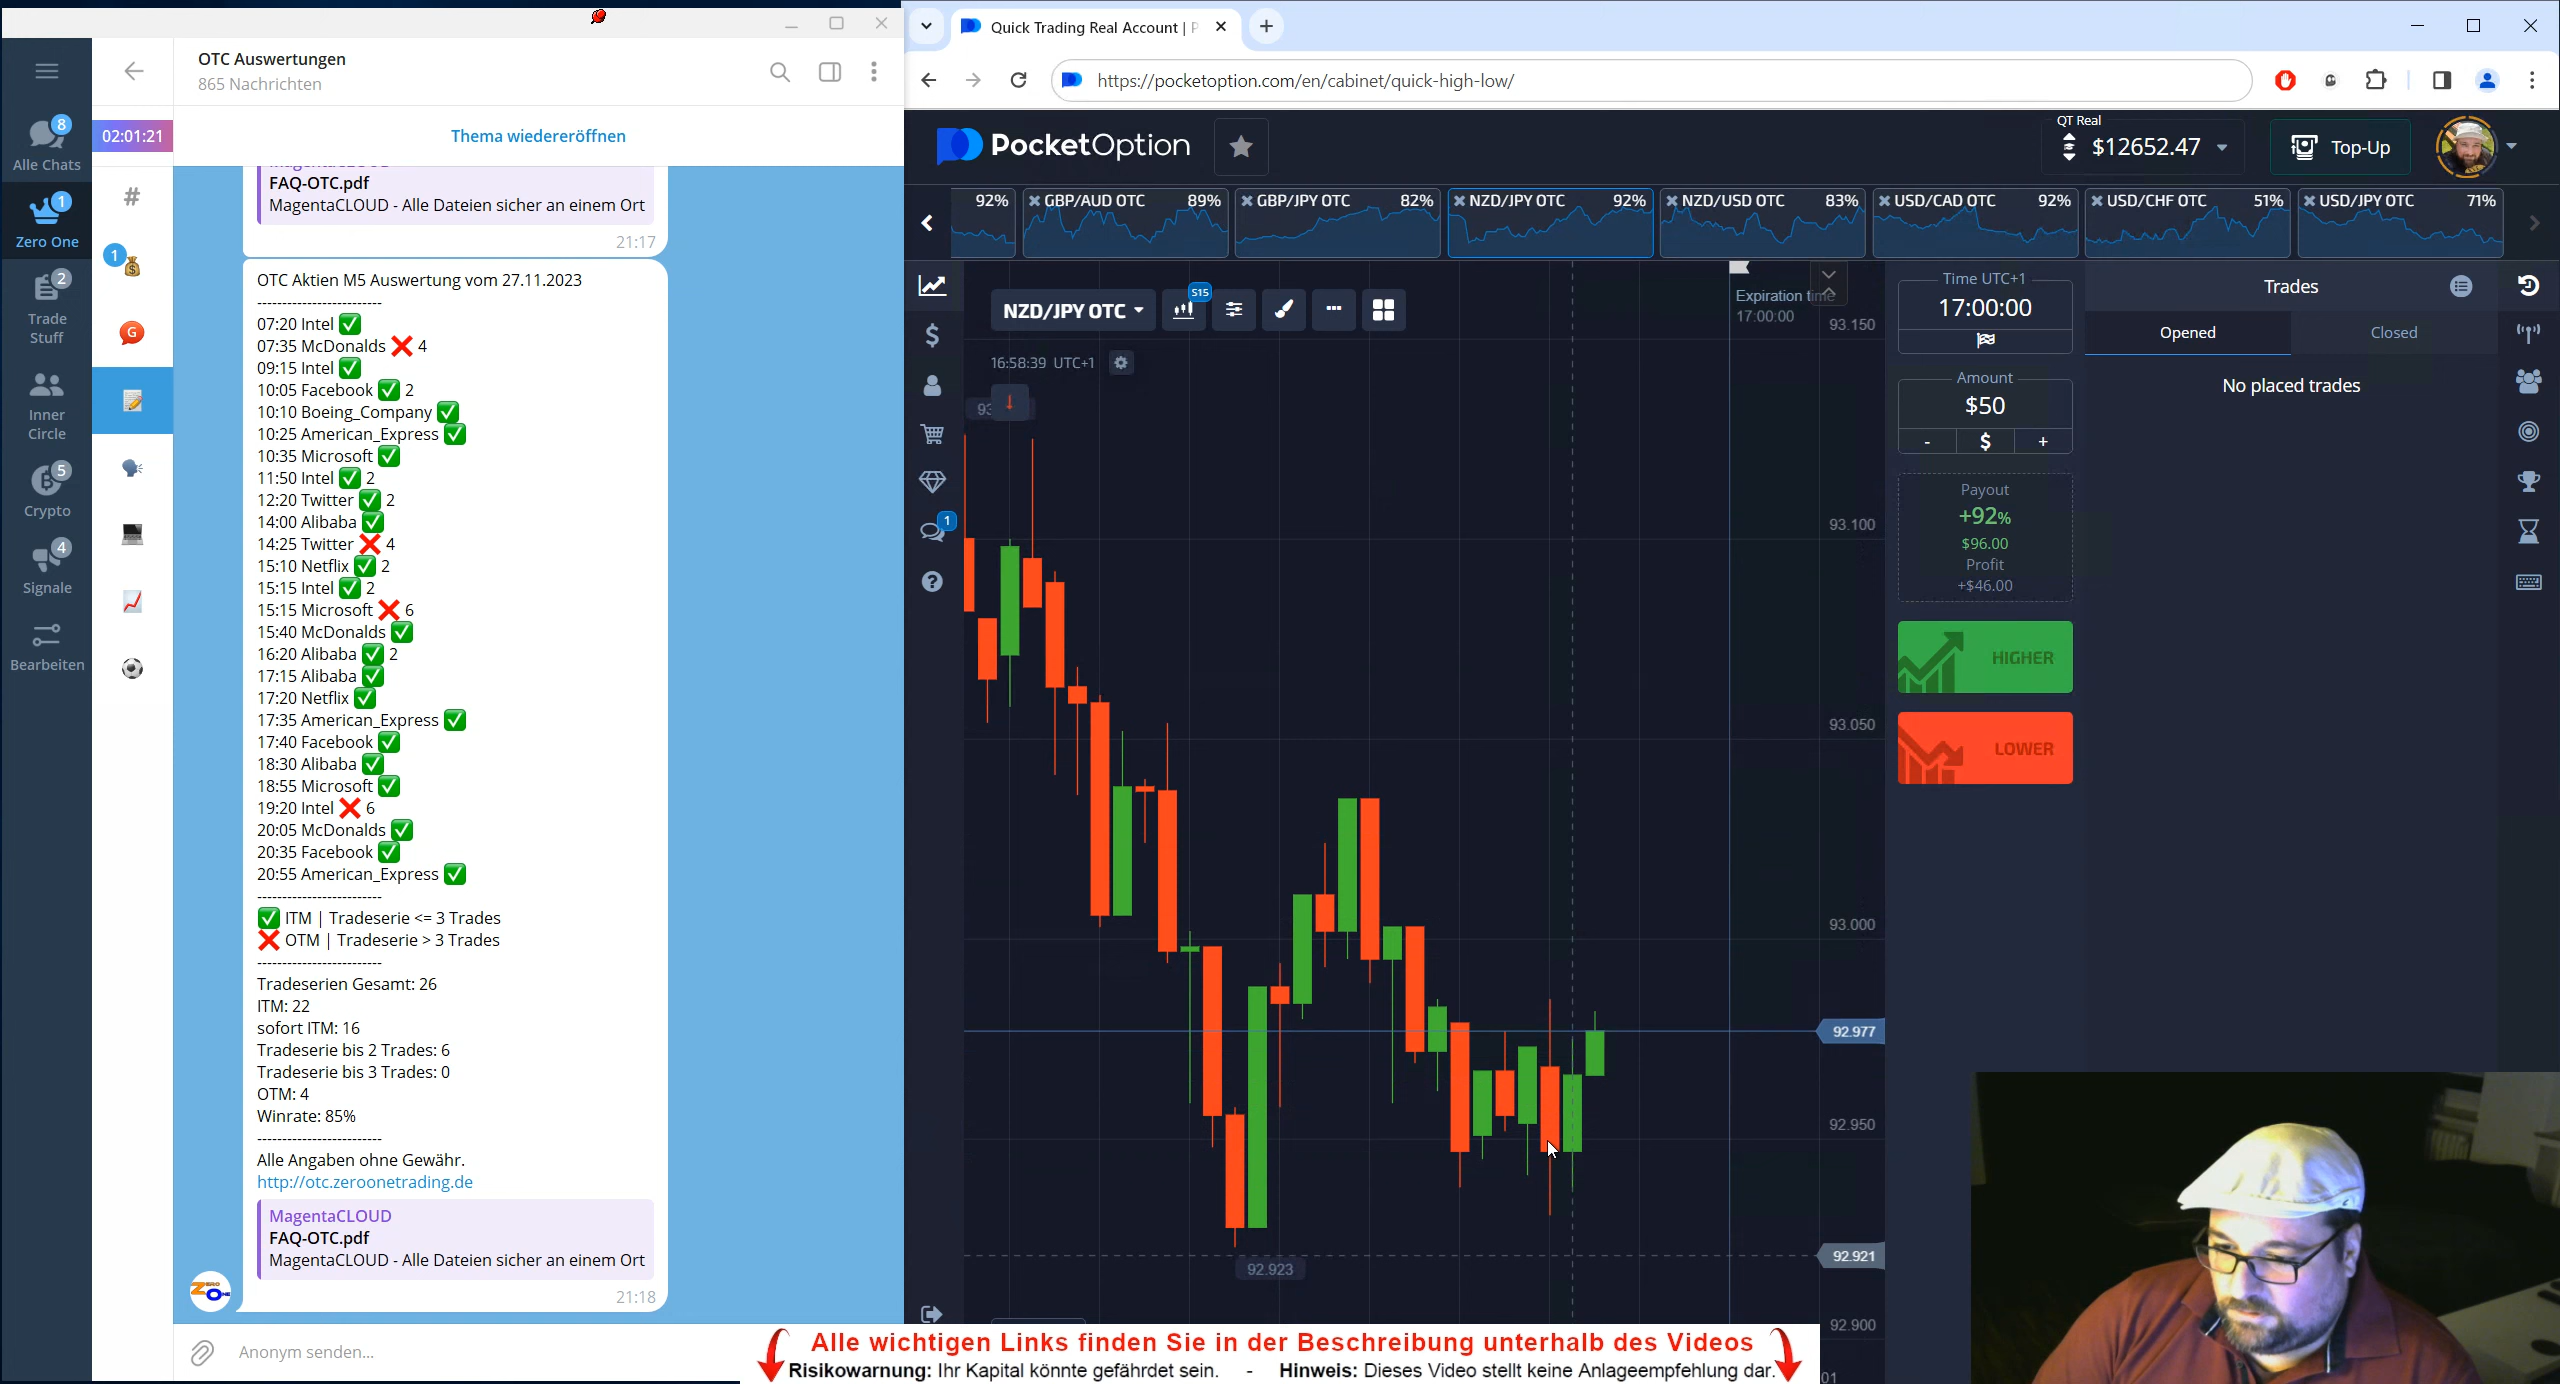 OTC Auswertungen
865 Nachrichten
02:01:21
Thema wiedereröffnen
8
Alle Chats
1
Zero One
2
Trade
Stuff
Inner
Circle
5
Crypto
4
Signale
Bearbeiten
#
1
G
FAQ-OTC.pdf
MagentaCLOUD - Alle Dateien sicher an einem Ort
21:17
OTC Aktien M5 Auswertung vom 27.11.2023
-------------------------
07:20 Intel ✅
07:35 McDonalds ❌ 4
09:15 Intel ✅
10:05 Facebook ✅ 2
10:10 Boeing_Company ✅
10:25 American_Express ✅
10:35 Microsoft ✅
11:50 Intel ✅ 2
12:20 Twitter ✅ 2
14:00 Alibaba ✅
14:25 Twitter ❌ 4
15:10 Netflix ✅ 2
15:15 Intel ✅ 2
15:15 Microsoft ❌ 6
15:40 McDonalds ✅
16:20 Alibaba ✅ 2
17:15 Alibaba ✅
17:20 Netflix ✅
17:35 American_Express ✅
17:40 Facebook ✅
18:30 Alibaba ✅
18:55 Microsoft ✅
19:20 Intel ❌ 6
20:05 McDonalds ✅
20:35 Facebook ✅
20:55 American_Express ✅
-------------------------
✅ ITM | Tradeserie <= 3 Trades
❌ OTM | Tradeserie > 3 Trades
-------------------------
Tradeserien Gesamt: 26
ITM: 22
sofort ITM: 16
Tradeserie bis 2 Trades: 6
Tradeserie bis 3 Trades: 0
OTM: 4
Winrate: 85%
-------------------------
Alle Angaben ohne Gewähr.
http://otc.zeroonetrading.de
MagentaCLOUD
FAQ-OTC.pdf
MagentaCLOUD - Alle Dateien sicher an einem Ort
21:18
ZERO ONE
Anonym senden...
Quick Trading Real Account | P
https://pocketoption.com/en/cabinet/quick-high-low/
PocketOption
QT Real
$12652.47
Top-Up
92%
GBP/AUD OTC 89%
GBP/JPY OTC 82%
NZD/JPY OTC 92%
NZD/USD OTC 83%
USD/CAD OTC 92%
USD/CHF OTC 51%
USD/JPY OTC 71%
NZD/JPY OTC
S15
16:58:39 UTC+1
Expiration time
17:00:00
1
93.150
93.100
93.050
93.000
92.977
92.950
92.921
92.923
92.900
Time UTC+1
17:00:00
Amount
$50
- $ +
Payout
+92%
$96.00
Profit
+$46.00
HIGHER
LOWER
Trades
Opened
Closed
No placed trades
Alle wichtigen Links finden Sie in der Beschreibung unterhalb des Videos
Risikowarnung: Ihr Kapital könnte gefährdet sein. - Hinweis: Dieses Video stellt keine Anlageempfehlung dar.
01